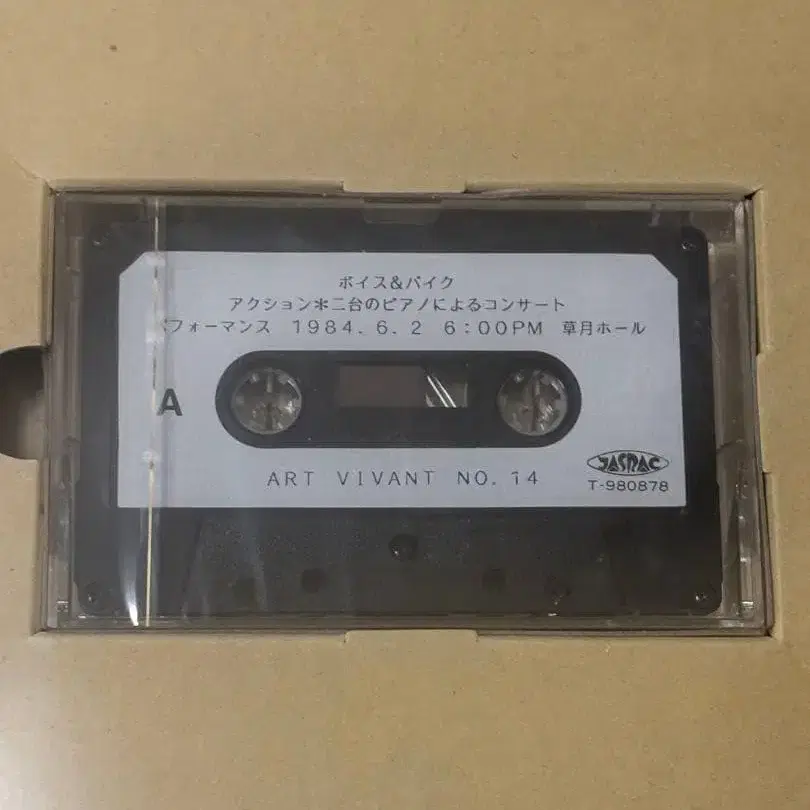 ボイス&パイク
アクション*二台のピアノによるコンサート
パフォーマンス 1984.6.2 6:00PM 草月ホール
A
ART VIVANT NO.14
JASRAC
T-980878